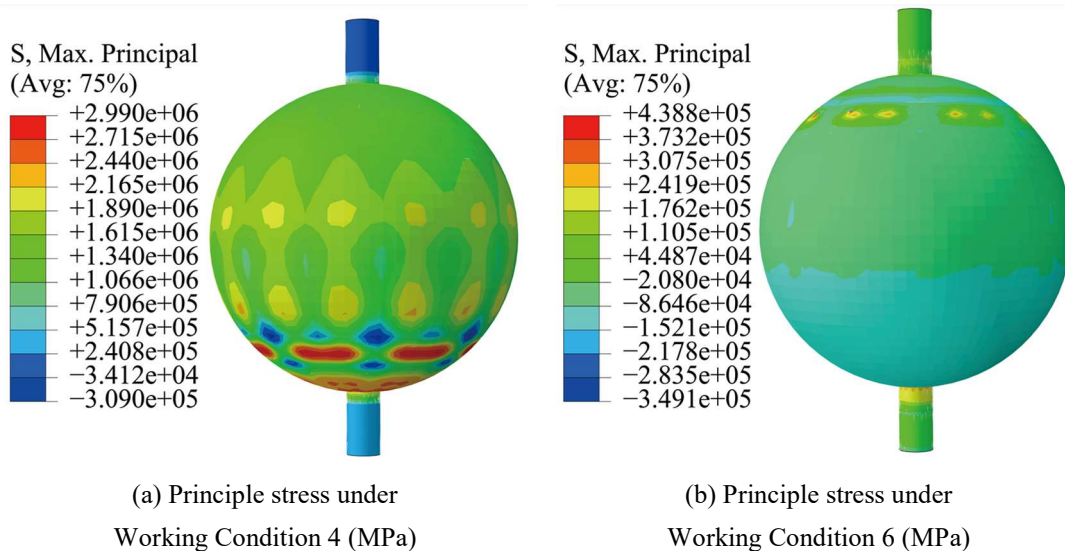 S, Max. Principal
(Avg: 75%)
+2.990e+06
+2.715e+06
+2.440e+06
+2.165e+06
+1.890e+06
+1.615e+06
+1.340e+06
+1.066e+06
+7.906e+05
+5.157e+05
+2.408e+05
−3.412e+04
−3.090e+05
(a) Principle stress under
Working Condition 4 (MPa)
S, Max. Principal
(Avg: 75%)
+4.388e+05
+3.732e+05
+3.075e+05
+2.419e+05
+1.762e+05
+1.105e+05
+4.487e+04
−2.080e+04
−8.646e+04
−1.521e+05
−2.178e+05
−2.835e+05
−3.491e+05
(b) Principle stress under
Working Condition 6 (MPa)